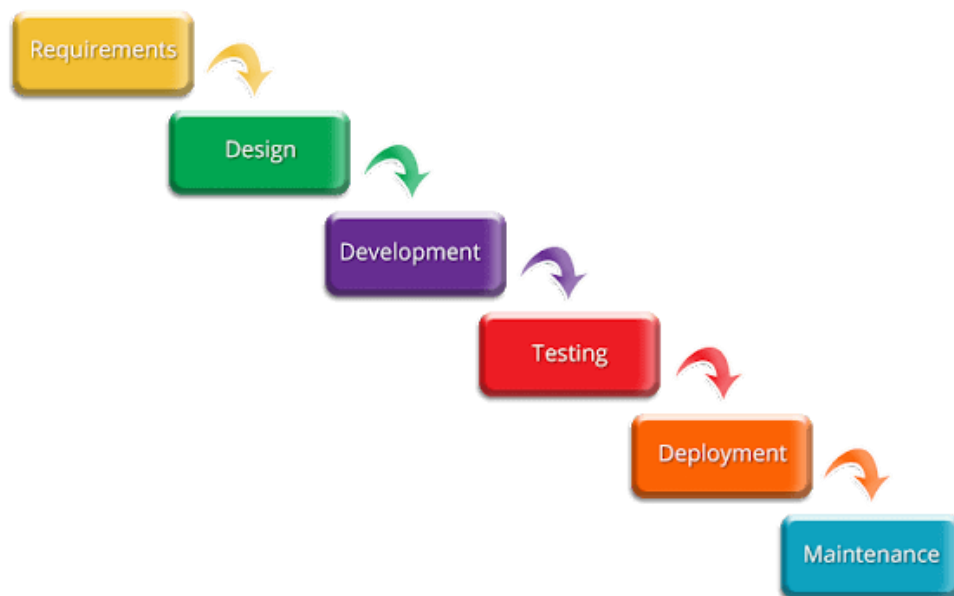 Requirements
Design
Development
Testing
Deployment
Maintenance